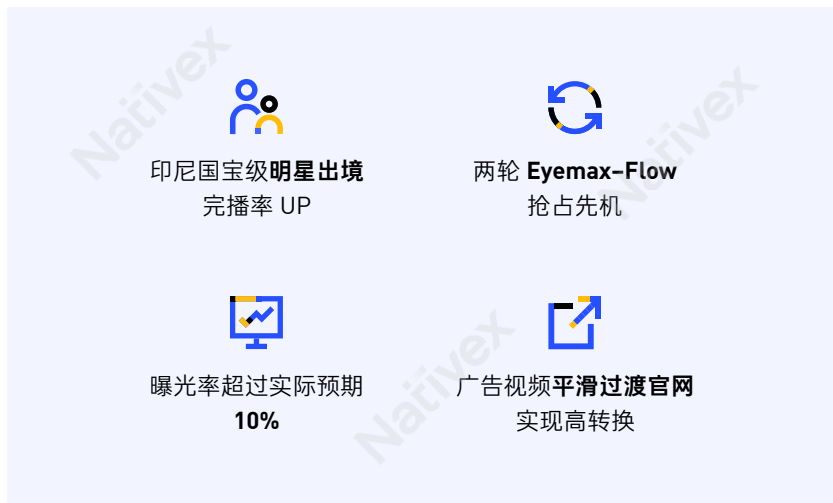 印尼国宝级明星出境
完播率 UP
两轮 Eyemax-Flow
抢占先机
曝光率超过实际预期
10%
广告视频平滑过渡官网
实现高转换
Nativex
Nativex
Nativex